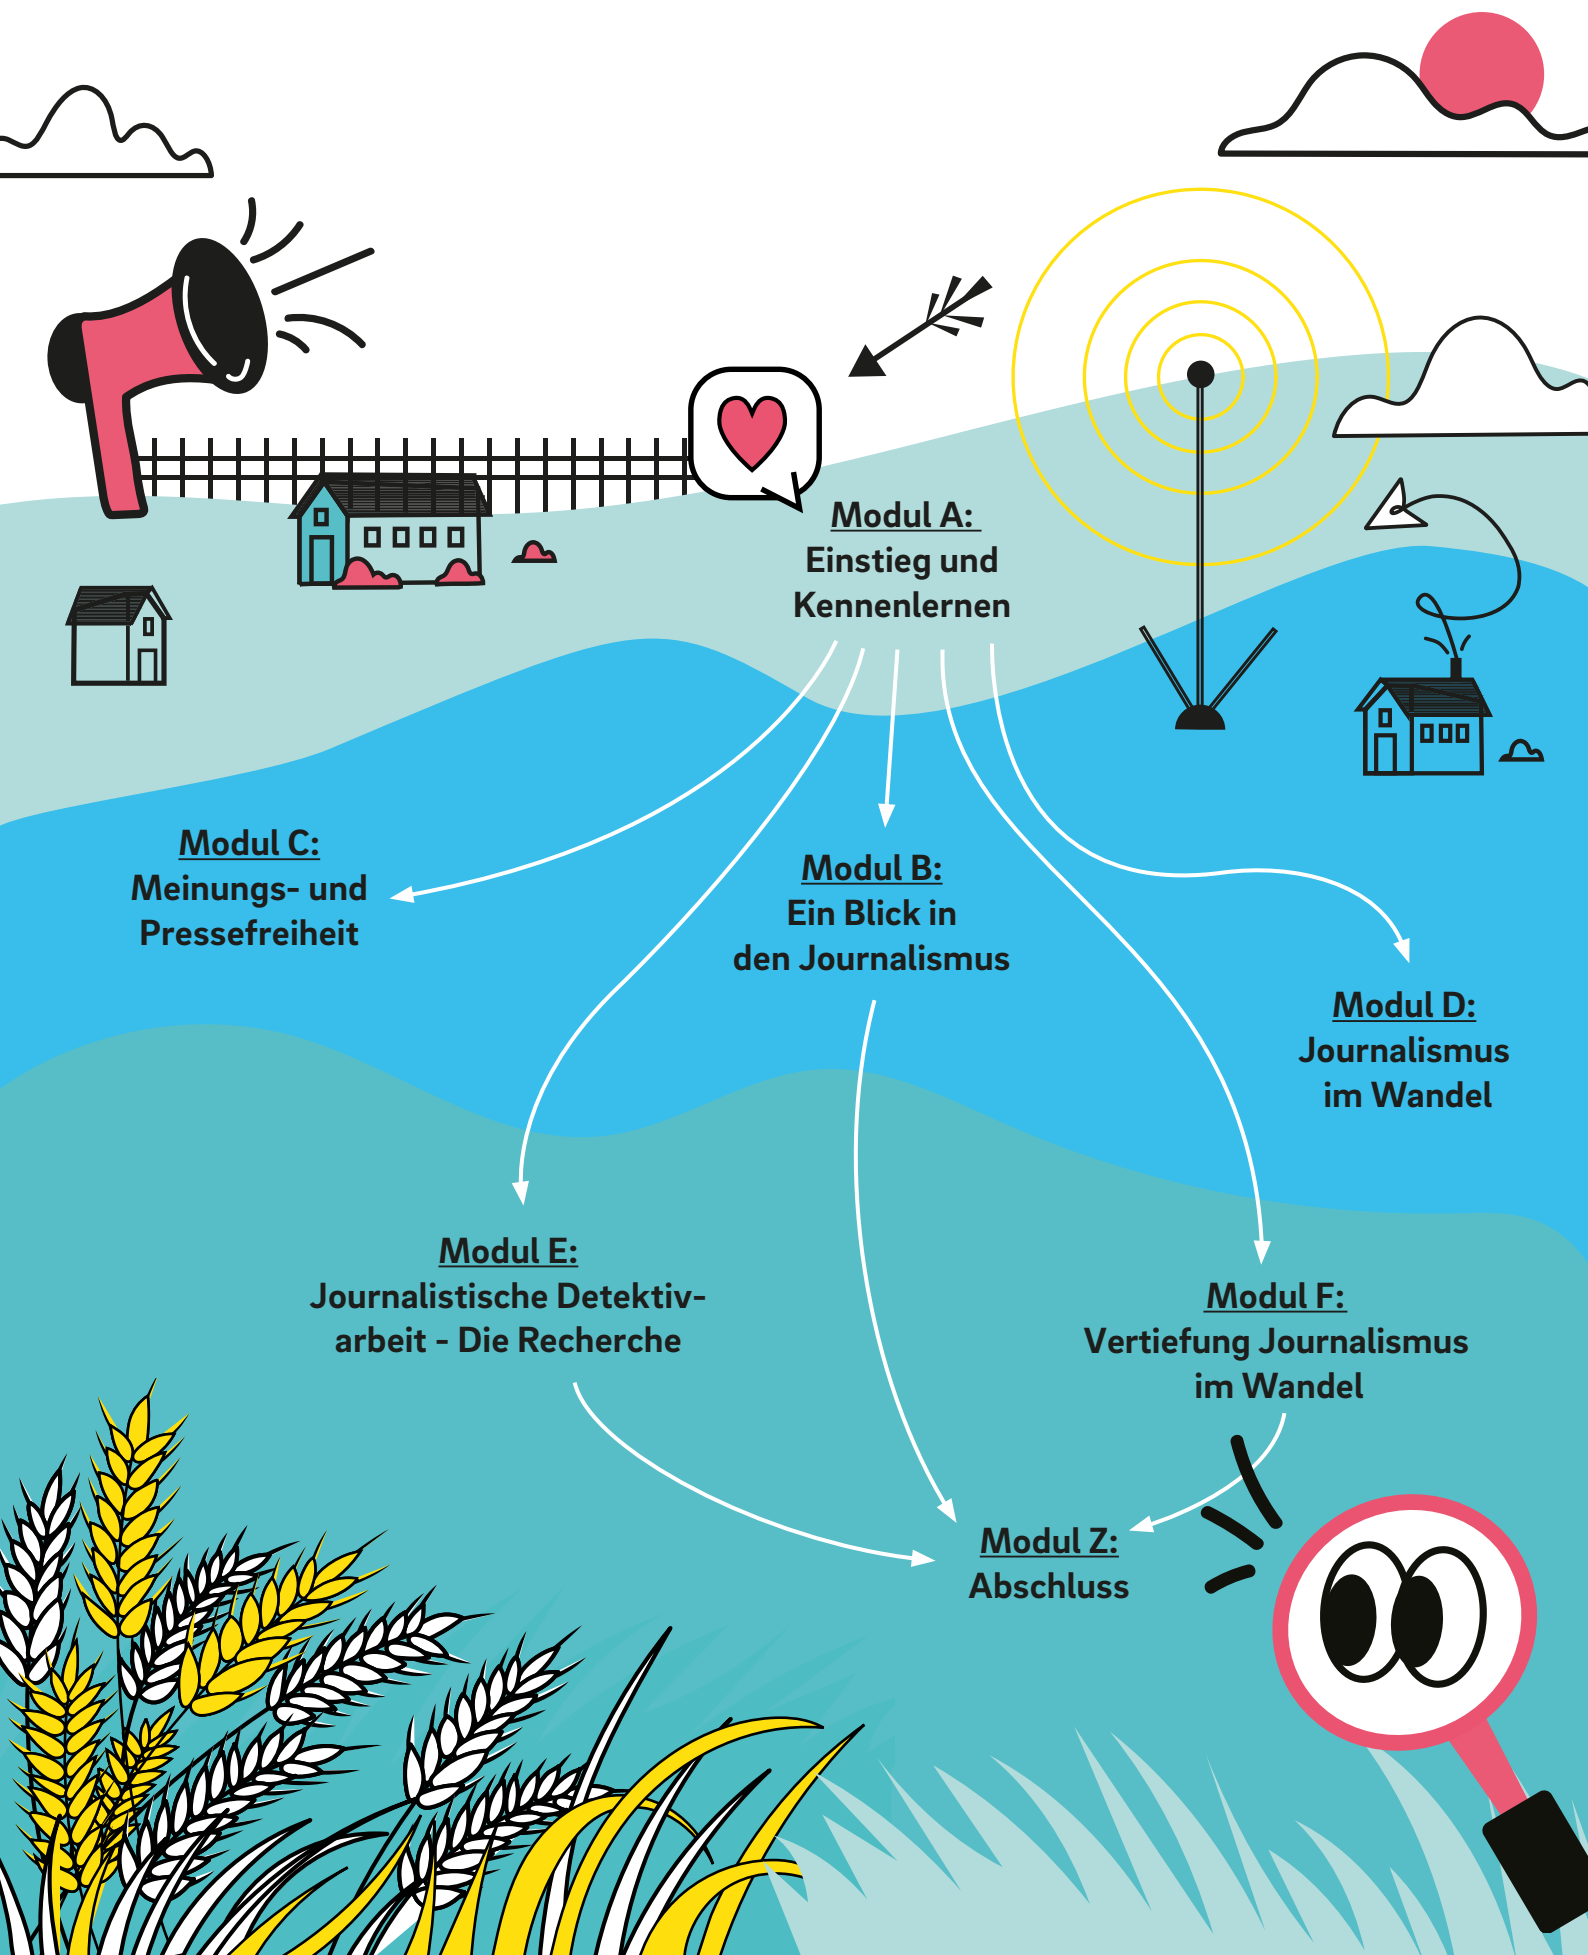 Modul A:
Einstieg und
Kennenlernen
Modul C:
Meinungs- und
Pressefreiheit
Modul B:
Ein Blick in
den Journalismus
Modul D:
Journalismus
im Wandel
Modul E:
Journalistische Detektiv-
arbeit - Die Recherche
Modul F:
Vertiefung Journalismus
im Wandel
Modul Z:
Abschluss